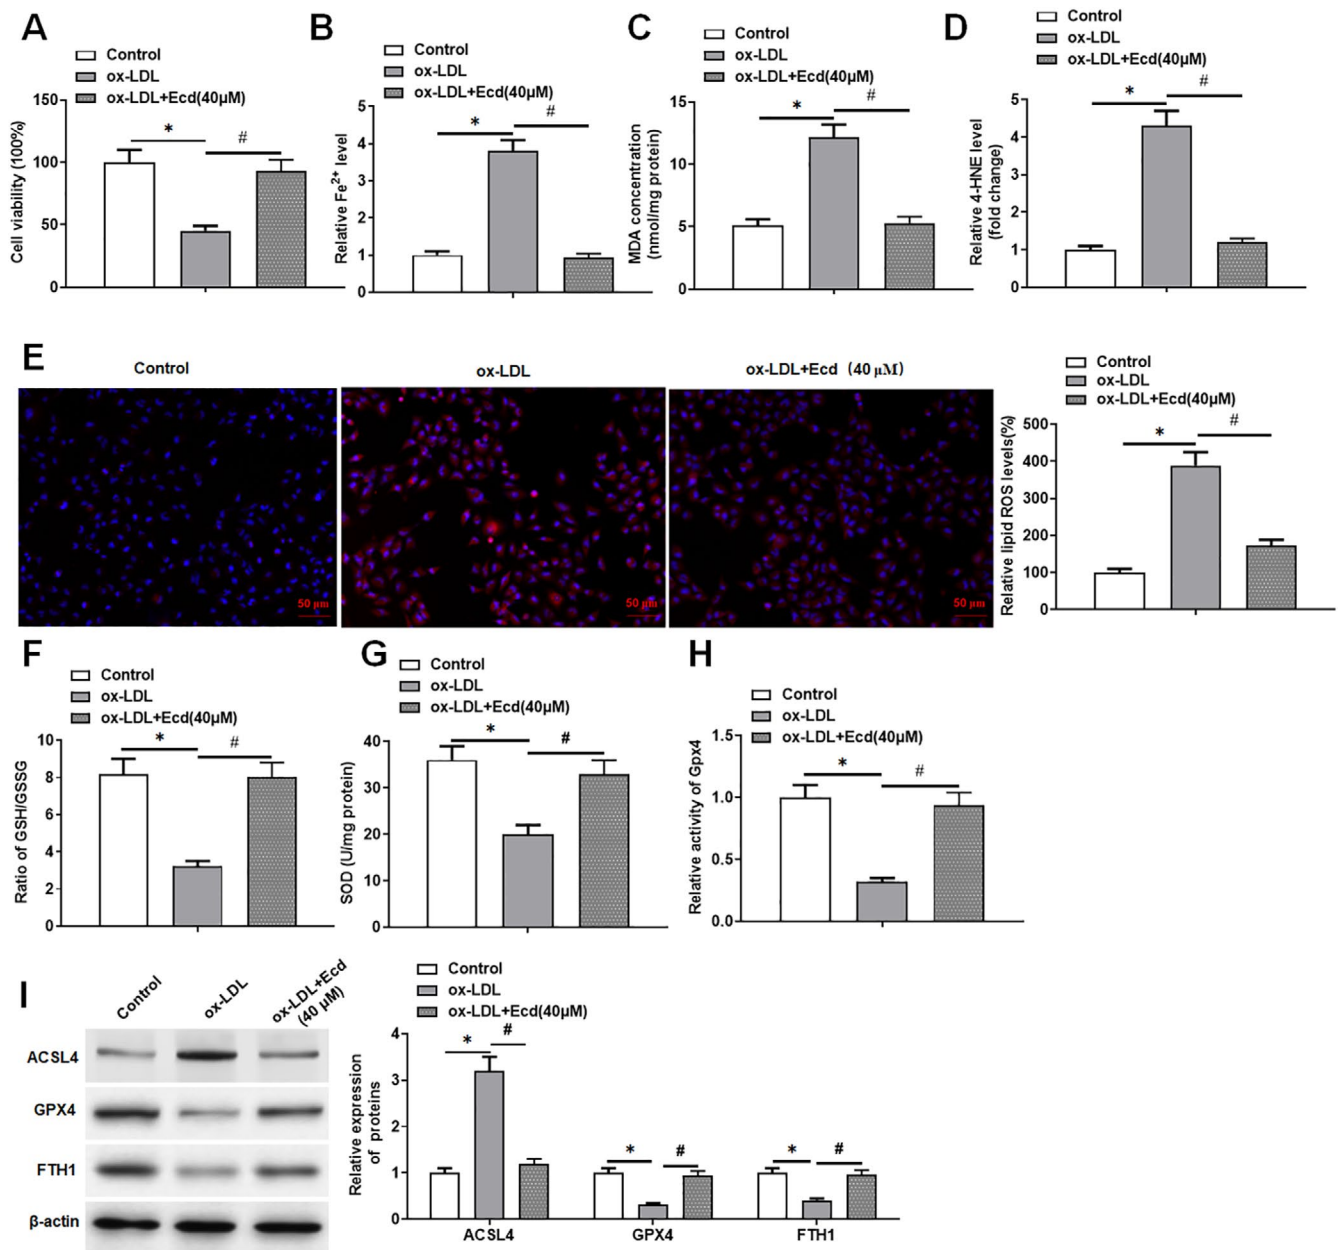 A
Control
ox-LDL
ox-LDL+Ecd(40μM)
Cell viability (100%)
150
100
50
0
*
#
B
Control
ox-LDL
ox-LDL+Ecd(40μM)
Relative Fe²⁺ level
5
4
3
2
1
0
*
#
C
Control
ox-LDL
ox-LDL+Ecd(40μM)
MDA concentration
(nmol/mg protein)
15
10
5
0
*
#
D
Control
ox-LDL
ox-LDL+Ecd(40μM)
Relative 4-HNE level
(fold change)
5
4
3
2
1
0
*
#
E
Control
ox-LDL
ox-LDL+Ecd (40 μM)
50 μm
50 μm
50 μm
Control
ox-LDL
ox-LDL+Ecd(40μM)
Relative lipid ROS levels(%)
500
400
300
200
100
0
*
#
F
Control
ox-LDL
ox-LDL+Ecd(40μM)
Ratio of GSH/GSSG
10
8
6
4
2
0
*
#
G
Control
ox-LDL
ox-LDL+Ecd(40μM)
SOD (U/mg protein)
40
30
20
10
0
*
#
H
Control
ox-LDL
ox-LDL+Ecd(40μM)
Relative activity of Gpx4
1.5
1.0
0.5
0.0
*
#
I
Control
ox-LDL
ox-LDL+Ecd
(40 μM)
ACSL4
GPX4
FTH1
β-actin
Control
ox-LDL
ox-LDL+Ecd(40μM)
Relative expression
of proteins
4
3
2
1
0
*
#
*
#
*
#
ACSL4
GPX4
FTH1